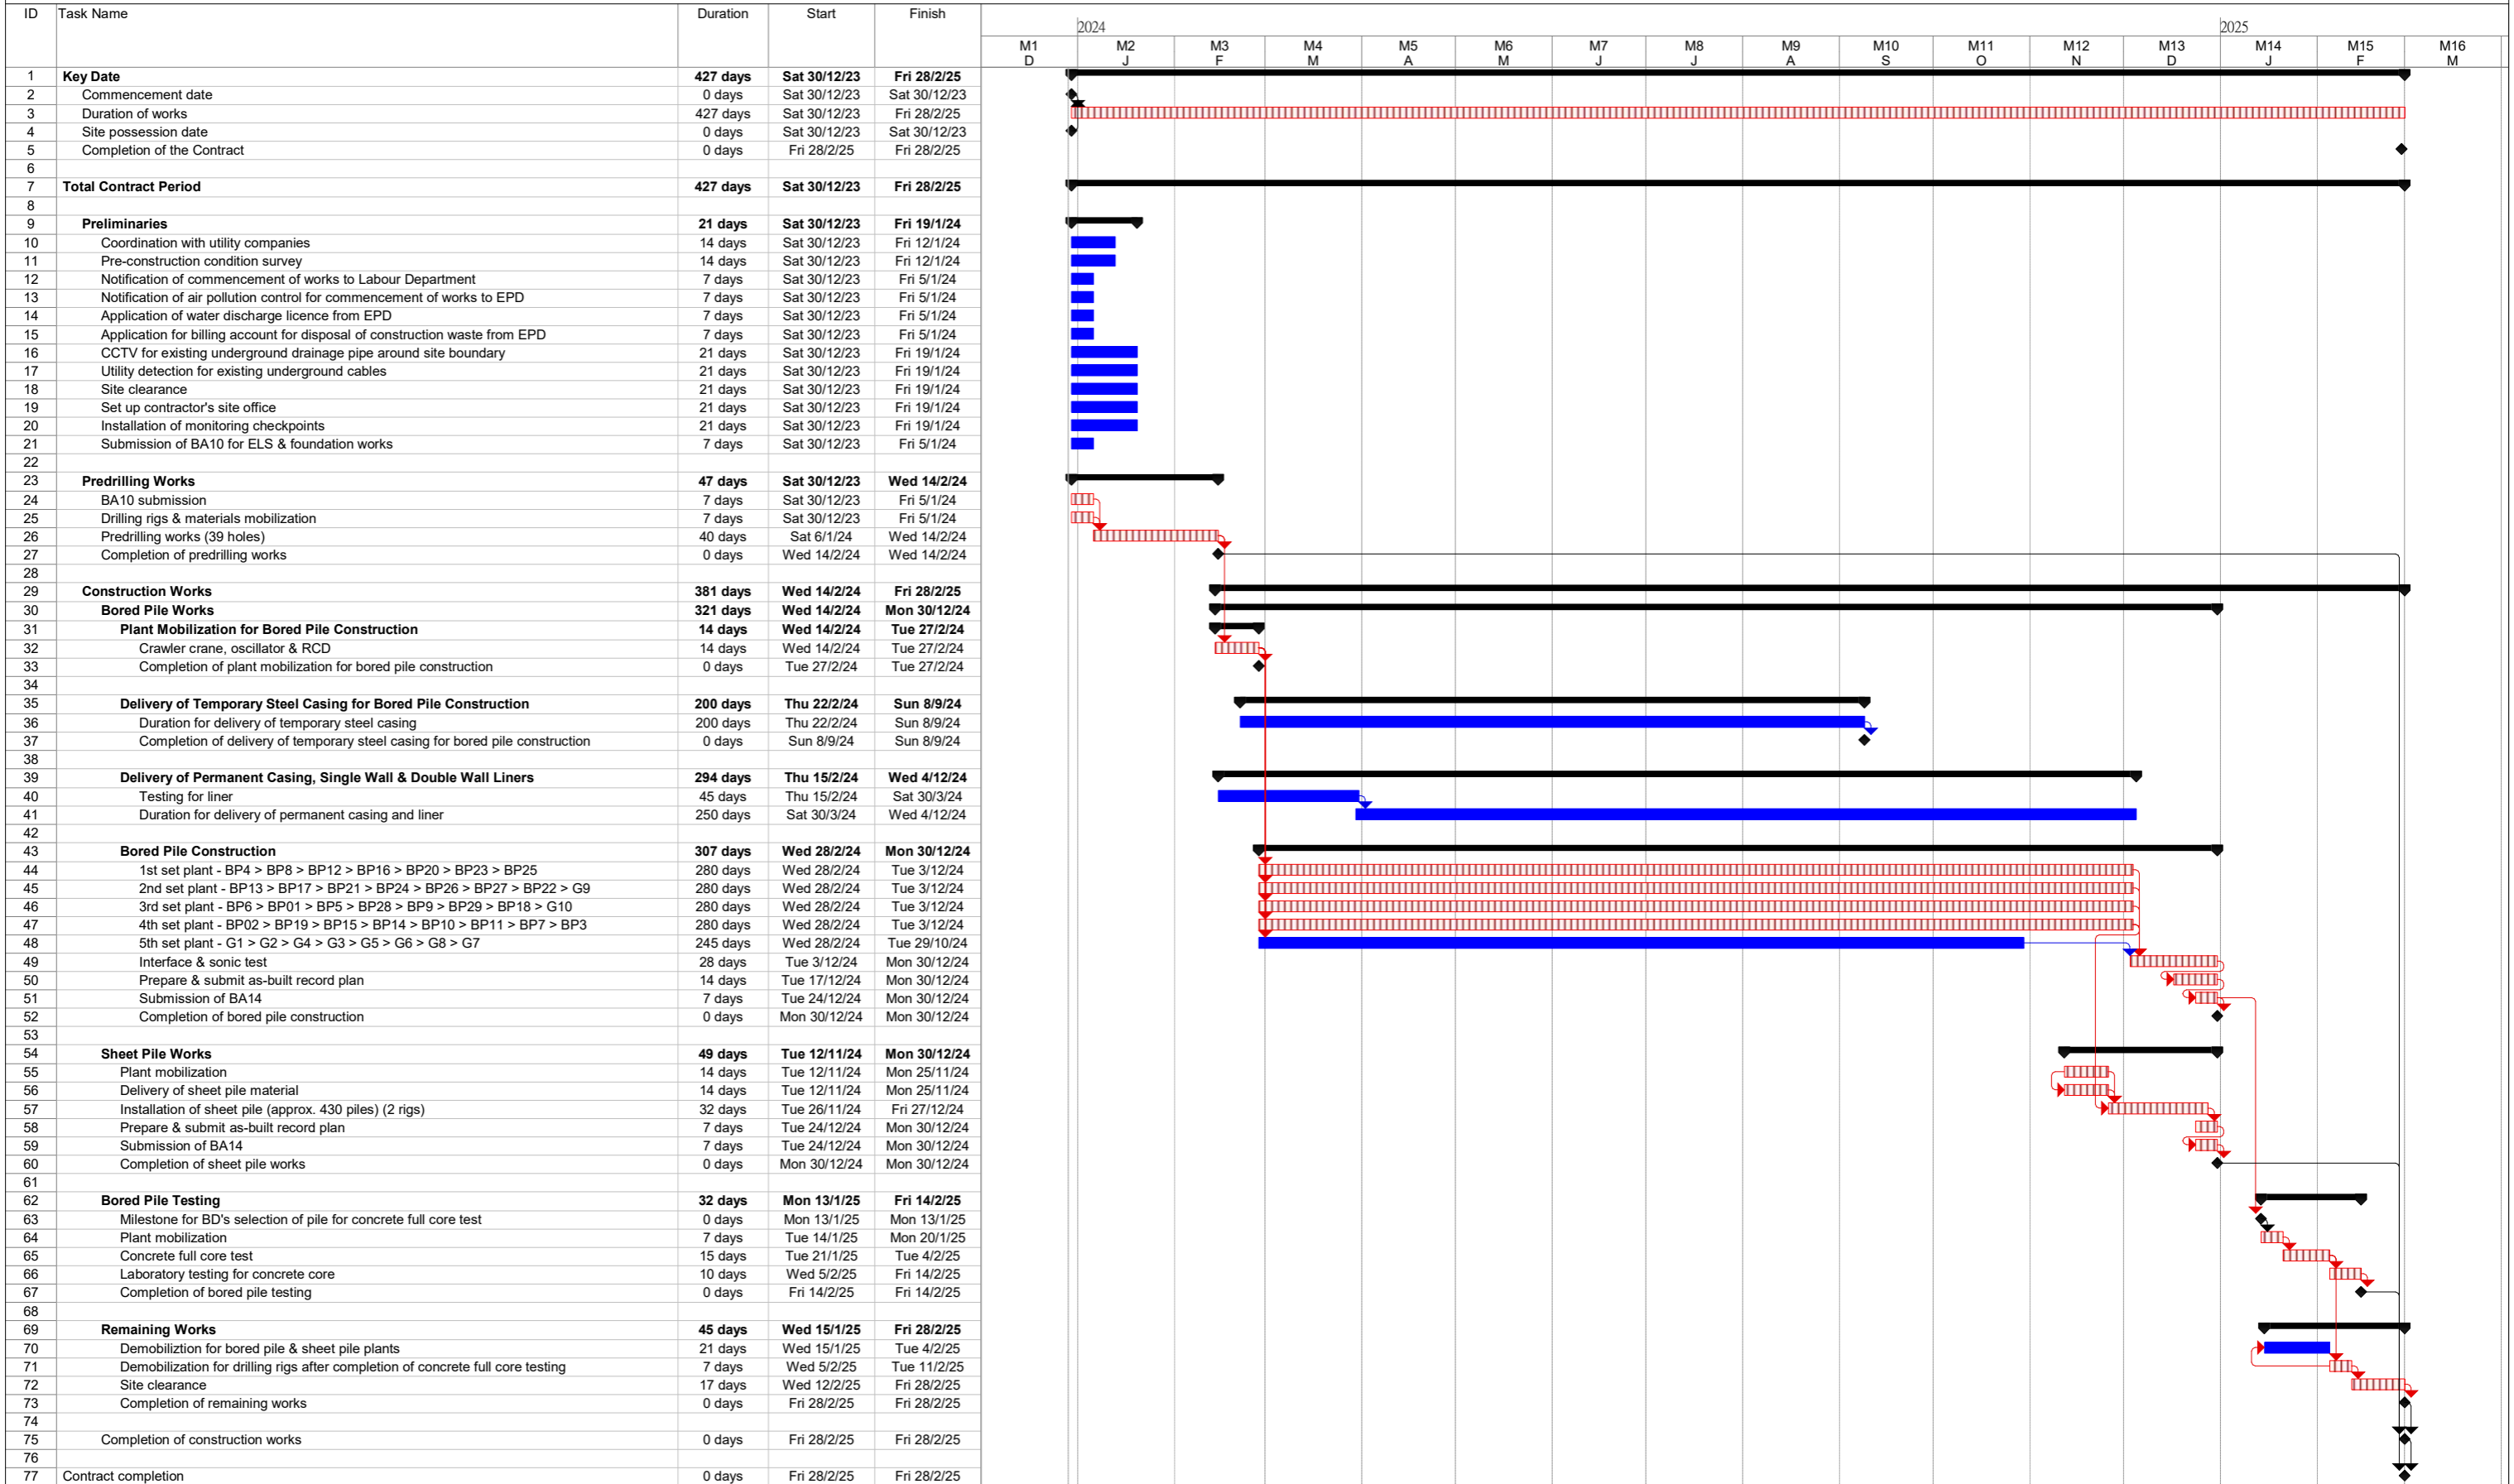 ID Task Name Duration Start Finish
2024 2025
M1 M2 M3 M4 M5 M6 M7 M8 M9 M10 M11 M12 M13 M14 M15 M16
D J F M A M J J A S O N D J F M
1 Key Date 427 days Sat 30/12/23 Fri 28/2/25
2 Commencement date 0 days Sat 30/12/23 Sat 30/12/23
3 Duration of works 427 days Sat 30/12/23 Fri 28/2/25
4 Site possession date 0 days Sat 30/12/23 Sat 30/12/23
5 Completion of the Contract 0 days Fri 28/2/25 Fri 28/2/25
6
7 Total Contract Period 427 days Sat 30/12/23 Fri 28/2/25
8
9 Preliminaries 21 days Sat 30/12/23 Fri 19/1/24
10 Coordination with utility companies 14 days Sat 30/12/23 Fri 12/1/24
11 Pre-construction condition survey 14 days Sat 30/12/23 Fri 12/1/24
12 Notification of commencement of works to Labour Department 7 days Sat 30/12/23 Fri 5/1/24
13 Notification of air pollution control for commencement of works to EPD 7 days Sat 30/12/23 Fri 5/1/24
14 Application of water discharge licence from EPD 7 days Sat 30/12/23 Fri 5/1/24
15 Application for billing account for disposal of construction waste from EPD 7 days Sat 30/12/23 Fri 5/1/24
16 CCTV for existing underground drainage pipe around site boundary 21 days Sat 30/12/23 Fri 19/1/24
17 Utility detection for existing underground cables 21 days Sat 30/12/23 Fri 19/1/24
18 Site clearance 21 days Sat 30/12/23 Fri 19/1/24
19 Set up contractor's site office 21 days Sat 30/12/23 Fri 19/1/24
20 Installation of monitoring checkpoints 21 days Sat 30/12/23 Fri 19/1/24
21 Submission of BA10 for ELS & foundation works 7 days Sat 30/12/23 Fri 5/1/24
22
23 Predrilling Works 47 days Sat 30/12/23 Wed 14/2/24
24 BA10 submission 7 days Sat 30/12/23 Fri 5/1/24
25 Drilling rigs & materials mobilization 7 days Sat 30/12/23 Fri 5/1/24
26 Predrilling works (39 holes) 40 days Sat 6/1/24 Wed 14/2/24
27 Completion of predrilling works 0 days Wed 14/2/24 Wed 14/2/24
28
29 Construction Works 381 days Wed 14/2/24 Fri 28/2/25
30 Bored Pile Works 321 days Wed 14/2/24 Mon 30/12/24
31 Plant Mobilization for Bored Pile Construction 14 days Wed 14/2/24 Tue 27/2/24
32 Crawler crane, oscillator & RCD 14 days Wed 14/2/24 Tue 27/2/24
33 Completion of plant mobilization for bored pile construction 0 days Tue 27/2/24 Tue 27/2/24
34
35 Delivery of Temporary Steel Casing for Bored Pile Construction 200 days Thu 22/2/24 Sun 8/9/24
36 Duration for delivery of temporary steel casing 200 days Thu 22/2/24 Sun 8/9/24
37 Completion of delivery of temporary steel casing for bored pile construction 0 days Sun 8/9/24 Sun 8/9/24
38
39 Delivery of Permanent Casing, Single Wall & Double Wall Liners 294 days Thu 15/2/24 Wed 4/12/24
40 Testing for liner 45 days Thu 15/2/24 Sat 30/3/24
41 Duration for delivery of permanent casing and liner 250 days Sat 30/3/24 Wed 4/12/24
42
43 Bored Pile Construction 307 days Wed 28/2/24 Mon 30/12/24
44 1st set plant - BP4 > BP8 > BP12 > BP16 > BP20 > BP23 > BP25 280 days Wed 28/2/24 Tue 3/12/24
45 2nd set plant - BP13 > BP17 > BP21 > BP24 > BP26 > BP27 > BP22 > G9 280 days Wed 28/2/24 Tue 3/12/24
46 3rd set plant - BP6 > BP01 > BP5 > BP28 > BP9 > BP29 > BP18 > G10 280 days Wed 28/2/24 Tue 3/12/24
47 4th set plant - BP02 > BP19 > BP15 > BP14 > BP10 > BP11 > BP7 > BP3 280 days Wed 28/2/24 Tue 3/12/24
48 5th set plant - G1 > G2 > G4 > G3 > G5 > G6 > G8 > G7 245 days Wed 28/2/24 Tue 29/10/24
49 Interface & sonic test 28 days Tue 3/12/24 Mon 30/12/24
50 Prepare & submit as-built record plan 14 days Tue 17/12/24 Mon 30/12/24
51 Submission of BA14 7 days Tue 24/12/24 Mon 30/12/24
52 Completion of bored pile construction 0 days Mon 30/12/24 Mon 30/12/24
53
54 Sheet Pile Works 49 days Tue 12/11/24 Mon 30/12/24
55 Plant mobilization 14 days Tue 12/11/24 Mon 25/11/24
56 Delivery of sheet pile material 14 days Tue 12/11/24 Mon 25/11/24
57 Installation of sheet pile (approx. 430 piles) (2 rigs) 32 days Tue 26/11/24 Fri 27/12/24
58 Prepare & submit as-built record plan 7 days Tue 24/12/24 Mon 30/12/24
59 Submission of BA14 7 days Tue 24/12/24 Mon 30/12/24
60 Completion of sheet pile works 0 days Mon 30/12/24 Mon 30/12/24
61
62 Bored Pile Testing 32 days Mon 13/1/25 Fri 14/2/25
63 Milestone for BD's selection of pile for concrete full core test 0 days Mon 13/1/25 Mon 13/1/25
64 Plant mobilization 7 days Tue 14/1/25 Mon 20/1/25
65 Concrete full core test 15 days Tue 21/1/25 Tue 4/2/25
66 Laboratory testing for concrete core 10 days Wed 5/2/25 Fri 14/2/25
67 Completion of bored pile testing 0 days Fri 14/2/25 Fri 14/2/25
68
69 Remaining Works 45 days Wed 15/1/25 Fri 28/2/25
70 Demobiliztion for bored pile & sheet pile plants 21 days Wed 15/1/25 Tue 4/2/25
71 Demobilization for drilling rigs after completion of concrete full core testing 7 days Wed 5/2/25 Tue 11/2/25
72 Site clearance 17 days Wed 12/2/25 Fri 28/2/25
73 Completion of remaining works 0 days Fri 28/2/25 Fri 28/2/25
74
75 Completion of construction works 0 days Fri 28/2/25 Fri 28/2/25
76
77 Contract completion 0 days Fri 28/2/25 Fri 28/2/25